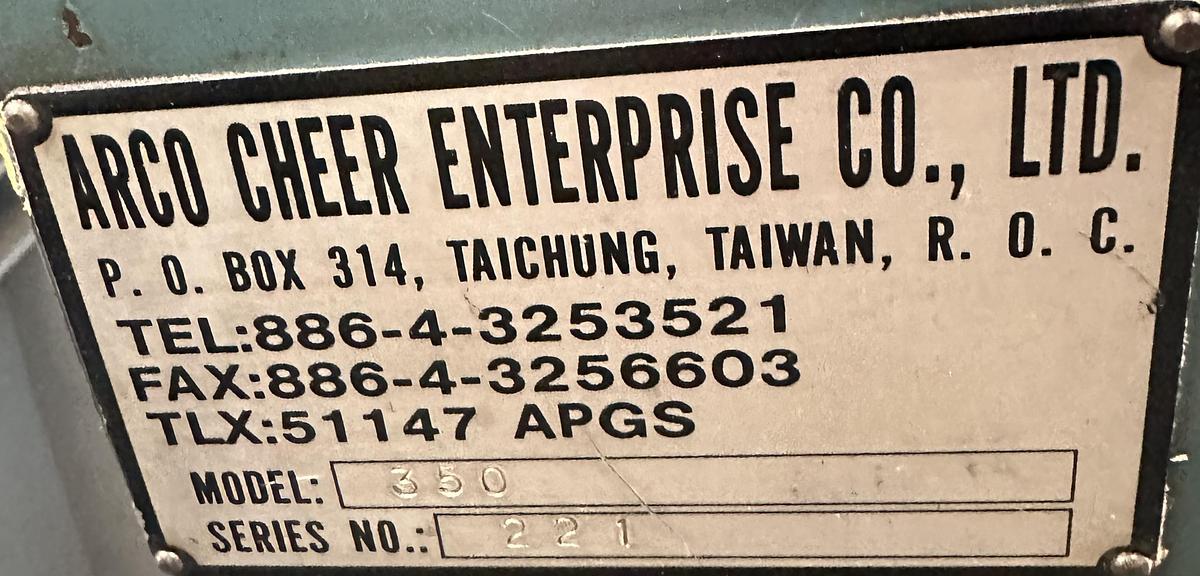 ARCO CHEER ENTERPRISE CO., LTD.
P. O. BOX 314, TAICHUNG, TAIWAN, R. O. C.
TEL:886-4-3253521
FAX:886-4-3256603
TLX:51147 APGS
MODEL: 350
SERIES NO.: 221